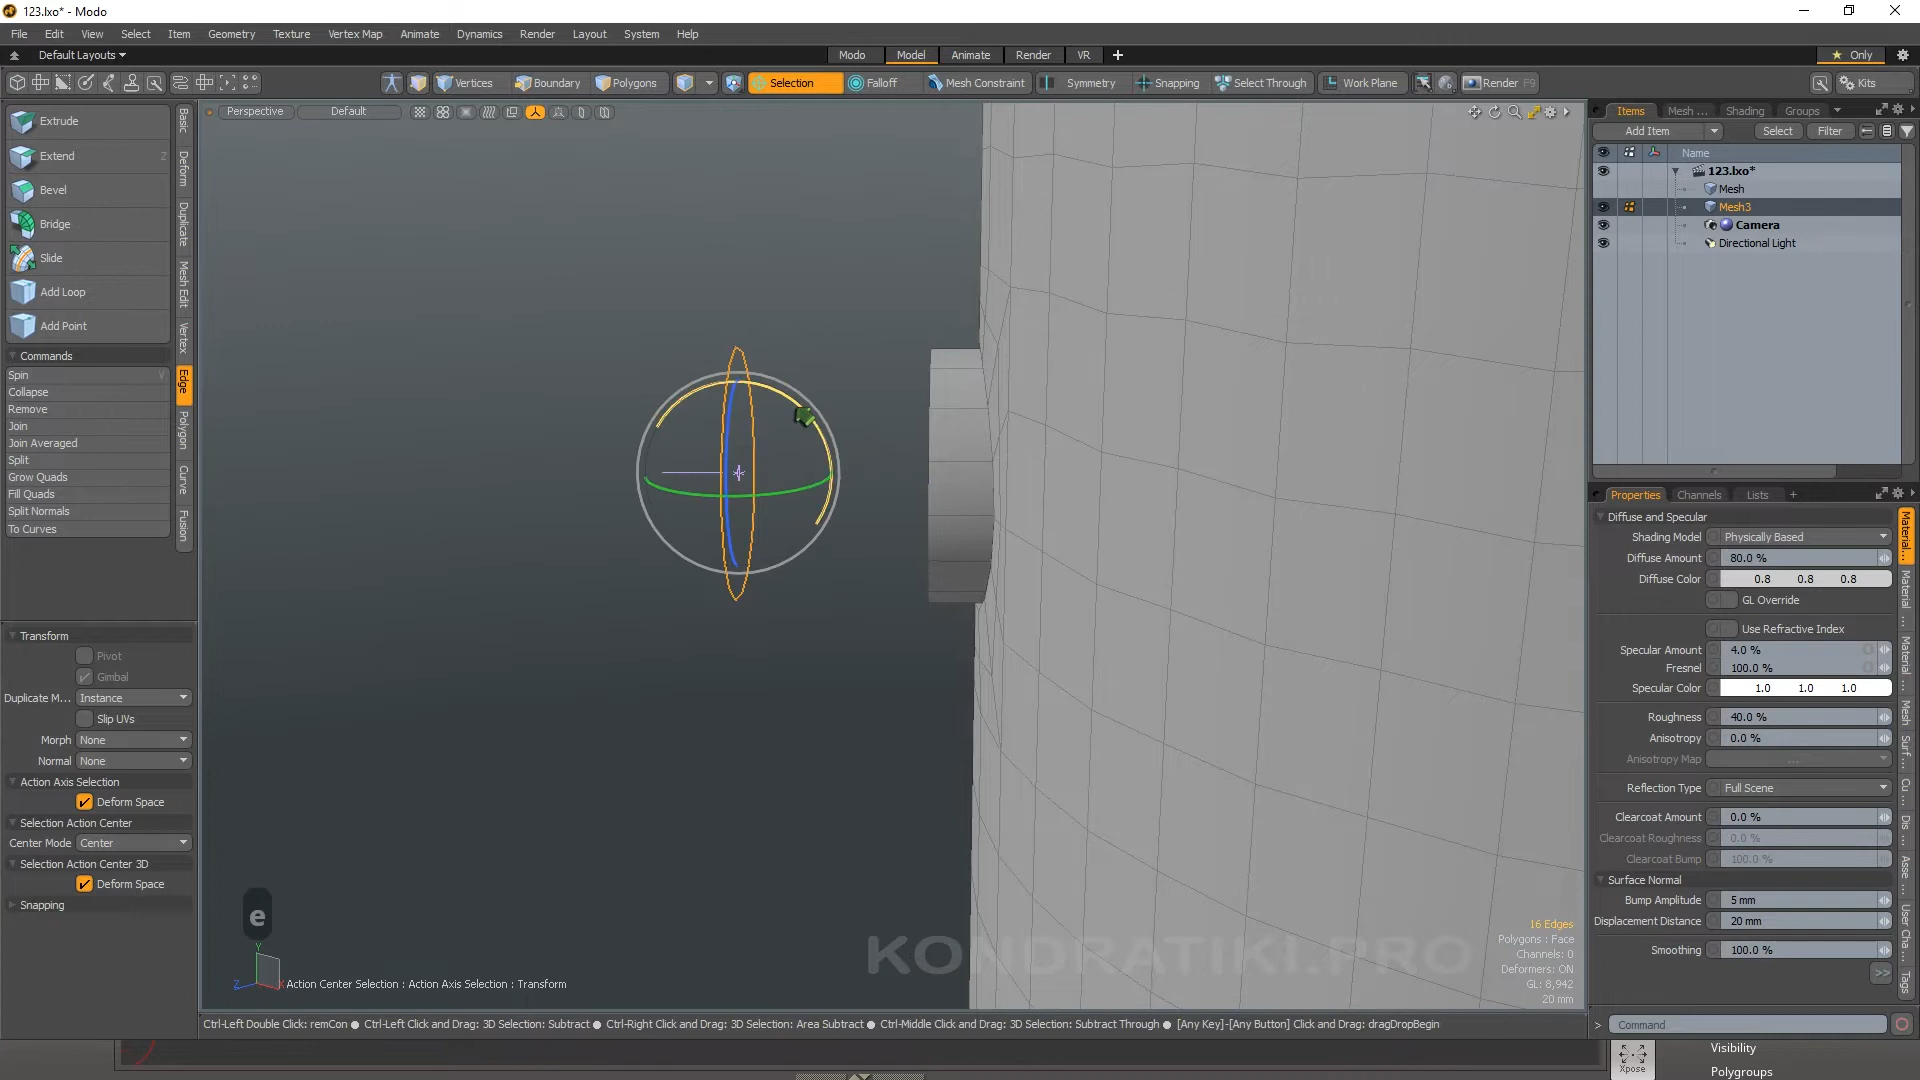 123.lxo* - Modo
File Edit View Select Item Geometry Texture Vertex Map Animate Dynamics Render Layout System Help
Default Layouts
Modo Model Animate Render VR
Only
Vertices Boundary Polygons Selection Falloff Mesh Constraint Symmetry Snapping Select Through Work Plane Render F9 Kits
Extrude
Extend Z
Bevel
Bridge
Slide
Add Loop
Add Point
Commands
Spin V
Collapse
Remove
Join
Join Averaged
Split
Grow Quads
Fill Quads
Split Normals
To Curves
Basic
Deform
Duplicate
Mesh Edit
Vertex
Edge
Polygon
Curve
Fusion
Transform
Pivot
Gimbal
Duplicate M... Instance
Slip UVs
Morph None
Normal None
Action Axis Selection
Deform Space
Selection Action Center
Center Mode Center
Selection Action Center 3D
Deform Space
Snapping
Perspective Default
e
Y
Z
X
Action Center Selection : Action Axis Selection : Transform
16 Edges
Polygons : Face
Channels: 0
Deformers: ON
GL: 8,942
20 mm
KONDRATIKI.PRO
Ctrl-Left Double Click: remCon ● Ctrl-Left Click and Drag: 3D Selection: Subtract ● Ctrl-Right Click and Drag: 3D Selection: Area Subtract ● Ctrl-Middle Click and Drag: 3D Selection: Subtract Through ● [Any Key]-[Any Button] Click and Drag: dragDropBegin
Items Mesh ... Shading Groups
Add Item Select Filter
Name
123.lxo*
Mesh
Mesh3
Camera
Directional Light
Properties Channels Lists +
Diffuse and Specular
Shading Model Physically Based
Diffuse Amount 80.0 %
Diffuse Color 0.8 0.8 0.8
GL Override
Use Refractive Index
Specular Amount 4.0 %
Fresnel 100.0 %
Specular Color 1.0 1.0 1.0
Roughness 40.0 %
Anisotropy 0.0 %
Anisotropy Map ...
Reflection Type Full Scene
Clearcoat Amount 0.0 %
Clearcoat Roughness 0.0 %
Clearcoat Bump 100.0 %
Surface Normal
Bump Amplitude 5 mm
Displacement Distance 20 mm
Smoothing 100.0 %
>>
Material...
Material ...
Material ...
Mesh
Surf...
Cu ...
Dis...
Asse ...
User Cha...
Tags
> Command
Xpose
Visibility
Polygroups